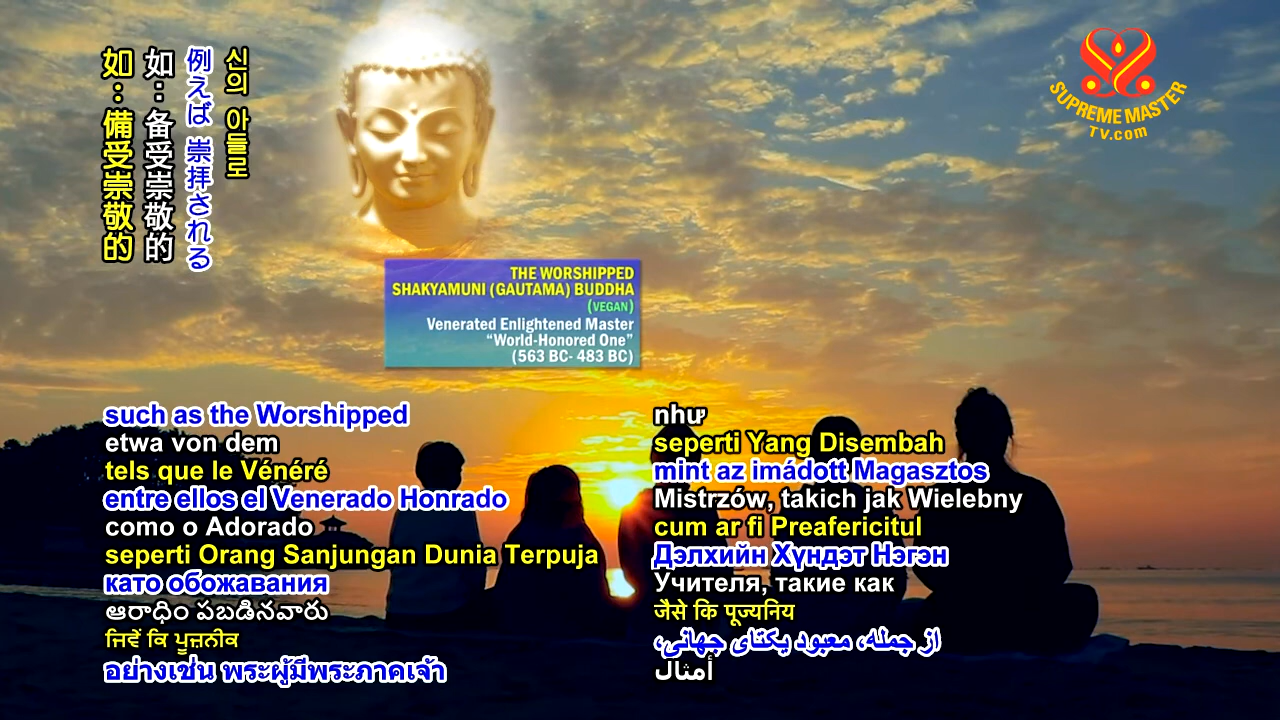 신의 아들로
例えば 崇拝される
如：备受崇敬的
如：備受崇敬的
SUPREME MASTER
TV.com
THE WORSHIPPED
SHAKYAMUNI (GAUTAMA) BUDDHA
(VEGAN)
Venerated Enlightened Master
“World-Honored One”
(563 BC- 483 BC)
such as the Worshipped
etwa von dem
tels que le Vénéré
entre ellos el Venerado Honrado
como o Adorado
seperti Orang Sanjungan Dunia Terpuja
като обожавания
ఆరాధిం పబడినవారు
ਜਿਵੇਂ ਕਿ ਪੂਜ਼ਨੀਕ
อย่างเช่น พระผู้มีพระภาคเจ้า
như
seperti Yang Disembah
mint az imádott Magasztos
Mistrzów, takich jak Wielebny
cum ar fi Preafericitul
Дэлхийн Хүндэт Нэгэн
Учителя, такие как
जैसे कि पूज्यनिय
از جمله، معبود یکتای جهانی،
أمثال